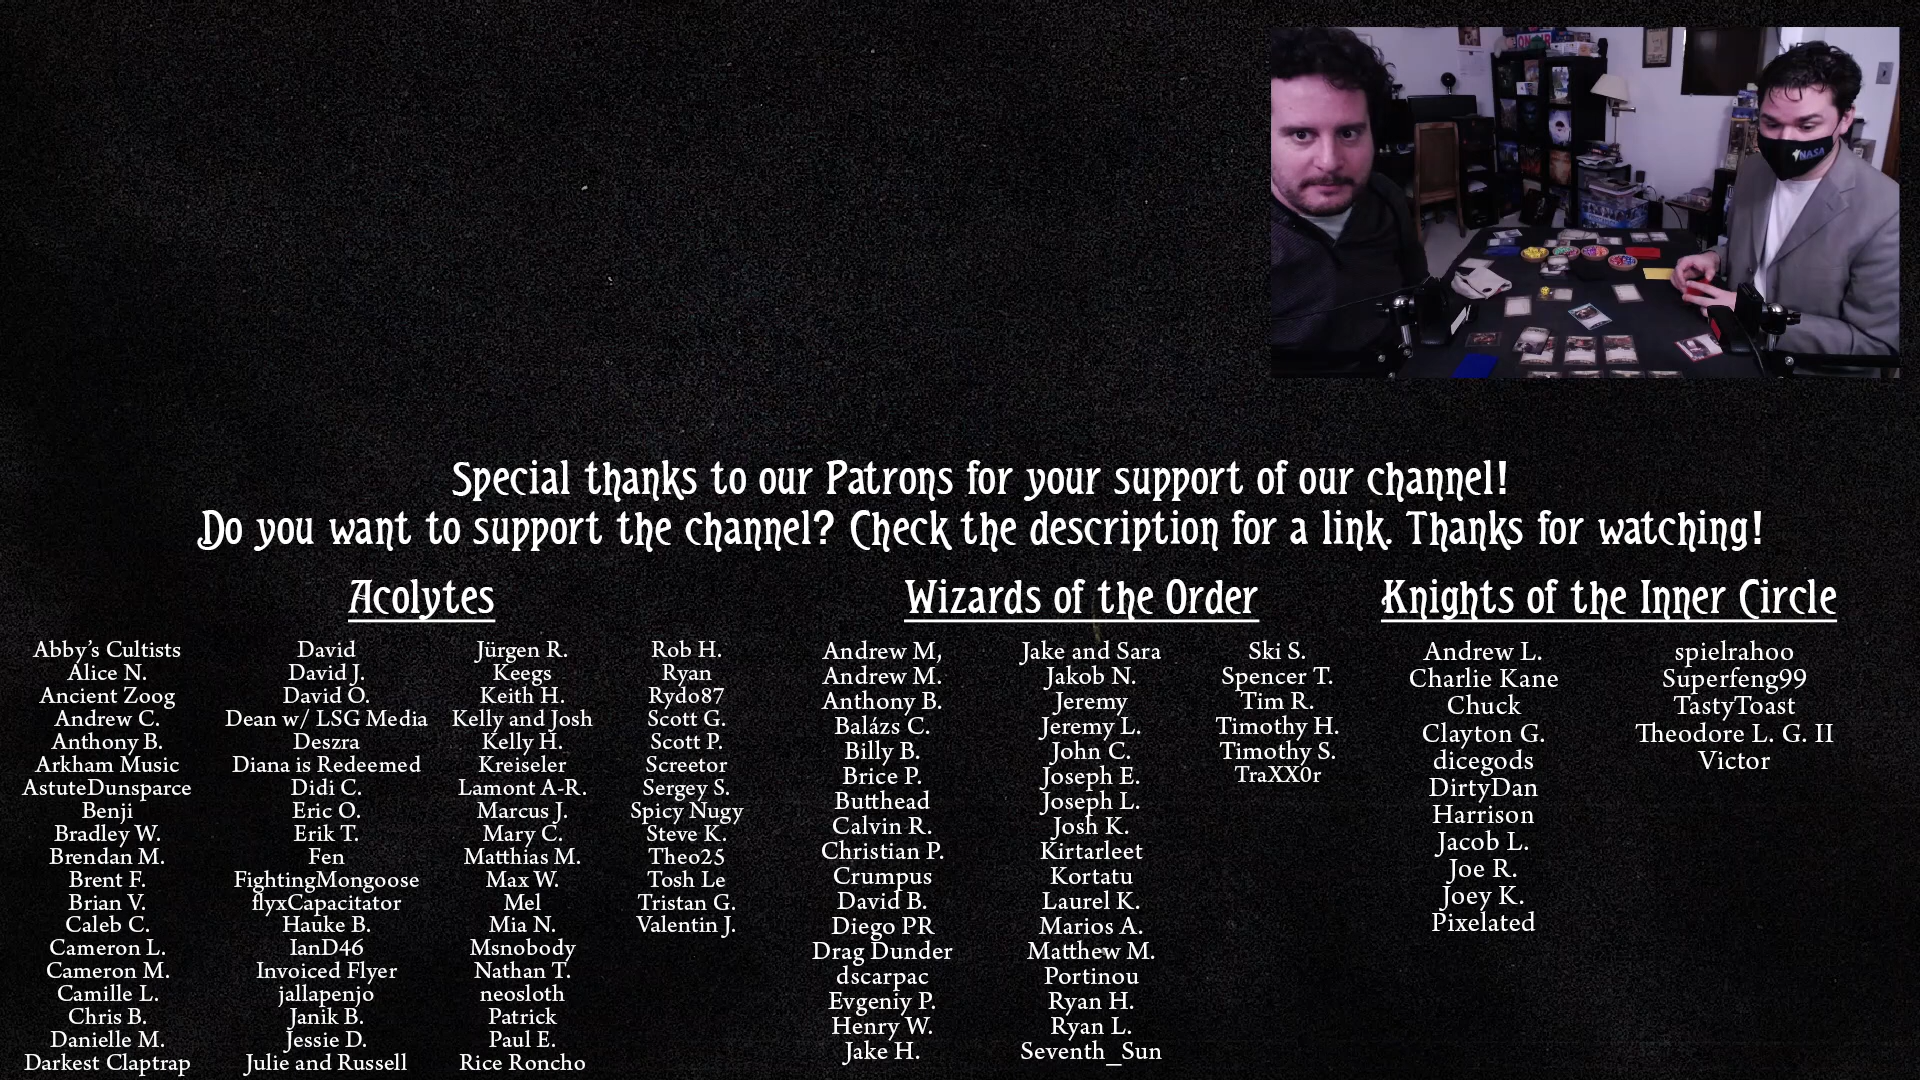 ON AIR
NASA
Special thanks to our Patrons for your support of our channel!
Do you want to support the channel? Check the description for a link. Thanks for watching!
Acolytes
Abby's Cultists
Alice N.
Ancient Zoog
Andrew C.
Anthony B.
Arkham Music
AstuteDunsparce
Benji
Bradley W.
Brendan M.
Brent F.
Brian V.
Caleb C.
Cameron L.
Cameron M.
Camille L.
Chris B.
Danielle M.
Darkest Claptrap
David
David J.
David O.
Dean w/ LSG Media
Deszra
Diana is Redeemed
Didi C.
Eric O.
Erik T.
Fen
FightingMongoose
flyxCapacitator
Hauke B.
IanD46
Invoiced Flyer
jallapenjo
Janik B.
Jessie D.
Julie and Russell
Jürgen R.
Keegs
Keith H.
Kelly and Josh
Kelly H.
Kreiseler
Lamont A-R.
Marcus J.
Mary C.
Matthias M.
Max W.
Mel
Mia N.
Msnobody
Nathan T.
neosloth
Patrick
Paul E.
Rice Roncho
Rob H.
Ryan
Rydo87
Scott G.
Scott P.
Screetor
Sergey S.
Spicy Nugy
Steve K.
Theo25
Tosh Le
Tristan G.
Valentin J.
Wizards of the Order
Andrew M,
Andrew M.
Anthony B.
Balázs C.
Billy B.
Brice P.
Butthead
Calvin R.
Christian P.
Crumpus
David B.
Diego PR
Drag Dunder
dscarpac
Evgeniy P.
Henry W.
Jake H.
Jake and Sara
Jakob N.
Jeremy
Jeremy L.
John C.
Joseph E.
Joseph L.
Josh K.
Kirtarleet
Kortatu
Laurel K.
Marios A.
Matthew M.
Portinou
Ryan H.
Ryan L.
Seventh_Sun
Ski S.
Spencer T.
Tim R.
Timothy H.
Timothy S.
TraXX0r
Knights of the Inner Circle
Andrew L.
Charlie Kane
Chuck
Clayton G.
dicegods
DirtyDan
Harrison
Jacob L.
Joe R.
Joey K.
Pixelated
spielrahoo
Superfeng99
TastyToast
Theodore L. G. II
Victor